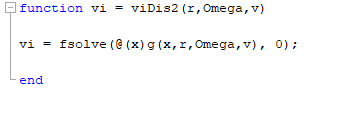 function vi = viDis2(r,Omega,v)
vi = fsolve(@(x)g(x,r,Omega,v), 0);
end